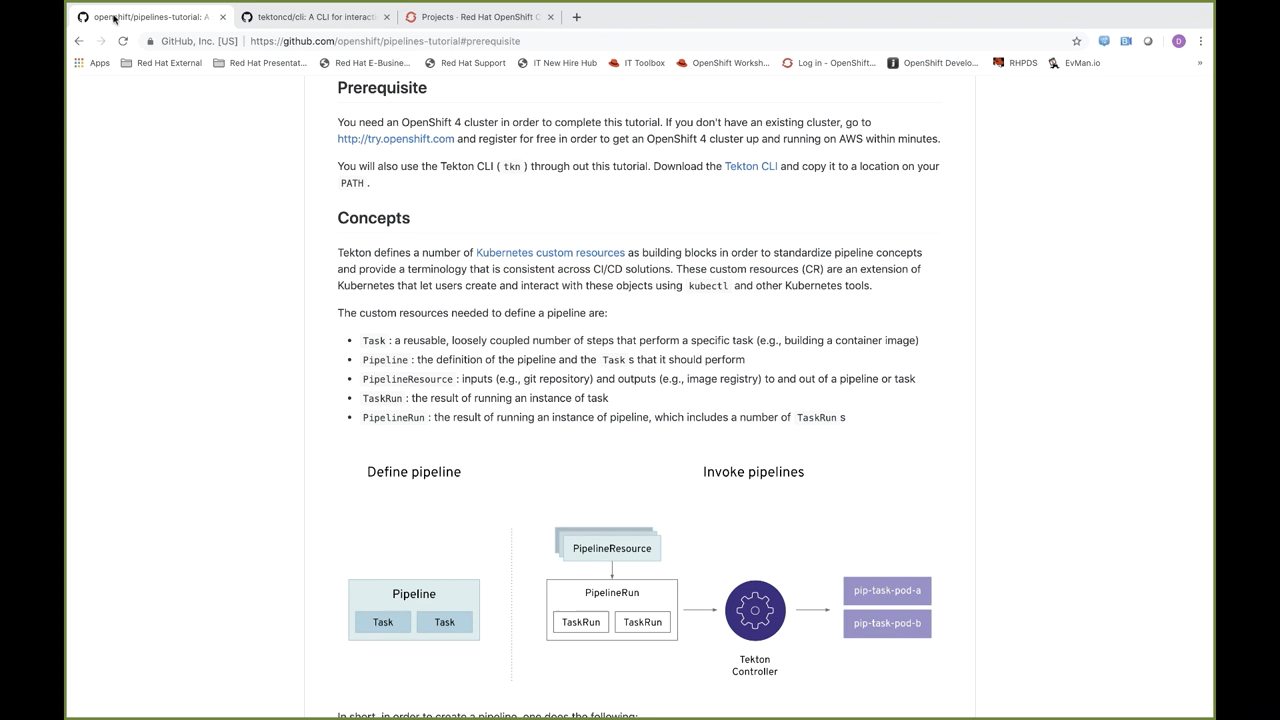 openshift/pipelines-tutorial: A
tektoncd/cli: A CLI for interacti
Projects · Red Hat OpenShift C
GitHub, Inc. [US]
https://github.com/openshift/pipelines-tutorial#prerequisite
D
Apps
Red Hat External
Red Hat Presentat...
Red Hat E-Busine...
Red Hat Support
IT New Hire Hub
IT Toolbox
OpenShift Worksh...
Log in - OpenShift...
OpenShift Develo...
RHPDS
EvMan.io
»
Prerequisite
You need an OpenShift 4 cluster in order to complete this tutorial. If you don't have an existing cluster, go to
http://try.openshift.com and register for free in order to get an OpenShift 4 cluster up and running on AWS within minutes.
You will also use the Tekton CLI ( tkn ) through out this tutorial. Download the Tekton CLI and copy it to a location on your
PATH .
Concepts
Tekton defines a number of Kubernetes custom resources as building blocks in order to standardize pipeline concepts
and provide a terminology that is consistent across CI/CD solutions. These custom resources (CR) are an extension of
Kubernetes that let users create and interact with these objects using kubectl and other Kubernetes tools.
The custom resources needed to define a pipeline are:
• Task : a reusable, loosely coupled number of steps that perform a specific task (e.g., building a container image)
• Pipeline : the definition of the pipeline and the Task s that it should perform
• PipelineResource : inputs (e.g., git repository) and outputs (e.g., image registry) to and out of a pipeline or task
• TaskRun : the result of running an instance of task
• PipelineRun : the result of running an instance of pipeline, which includes a number of TaskRun s
Define pipeline
Invoke pipelines
PipelineResource
Pipeline
Task
Task
PipelineRun
TaskRun
TaskRun
Tekton
Controller
pip-task-pod-a
pip-task-pod-b
In short, in order to create a pipeline, one does the following: